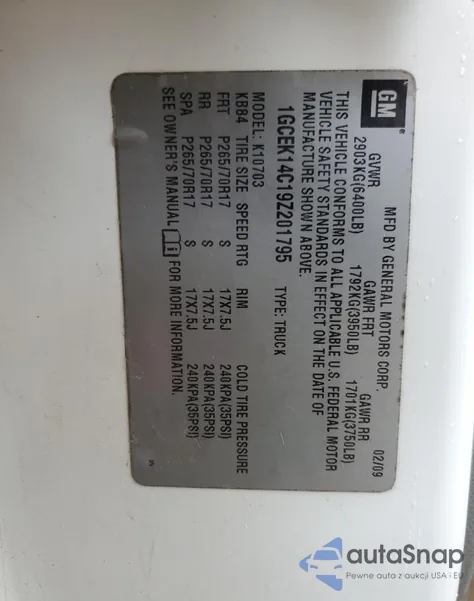 GM
MFD BY GENERAL MOTORS CORP. 02/09
GVWR GAWR FRT GAWR RR
2903KG(6400LB) 1792KG(3950LB) 1701KG(3750LB)
THIS VEHICLE CONFORMS TO ALL APPLICABLE U.S. FEDERAL MOTOR
VEHICLE SAFETY STANDARDS IN EFFECT ON THE DATE OF
MANUFACTURE SHOWN ABOVE.
1GCEK14C19Z201795 TYPE: TRUCK
MODEL: K10703
KBB4 TIRE SIZE SPEED RTG RIM COLD TIRE PRESSURE
FRT P265/70R17 S 17X7.5J 240KPA(35PSI)
RR P265/70R17 S 17X7.5J 240KPA(35PSI)
SPA P265/70R17 S 17X7.5J 240KPA(35PSI)
SEE OWNER'S MANUAL FOR MORE INFORMATION.
autoSnap
Pewne auta z aukcji USA - EU